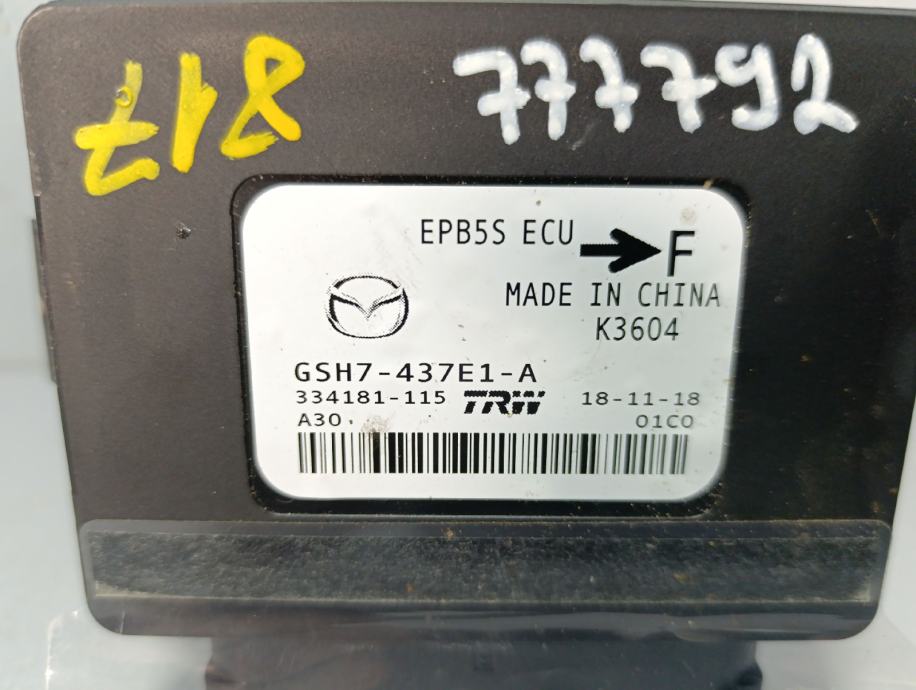 817
777792
EPB5S ECU → F
MADE IN CHINA
K3604
GSH7-437E1-A
334181-115 TRW 18-11-18
A30 01C0